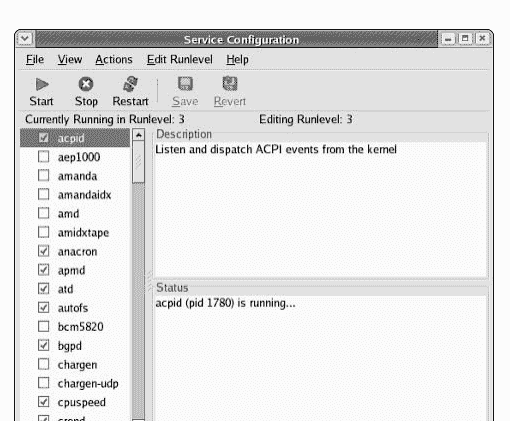 Service Configuration
File View Actions Edit Runlevel Help
Start Stop Restart Save Revert
Currently Running in Runlevel: 3 Editing Runlevel: 3
acpid
aep1000
amanda
amandaidx
amd
amidxtape
anacron
apmd
atd
autofs
bcm5820
bgpd
chargen
chargen-udp
cpuspeed
Description
Listen and dispatch ACPI events from the kernel
Status
acpid (pid 1780) is running...